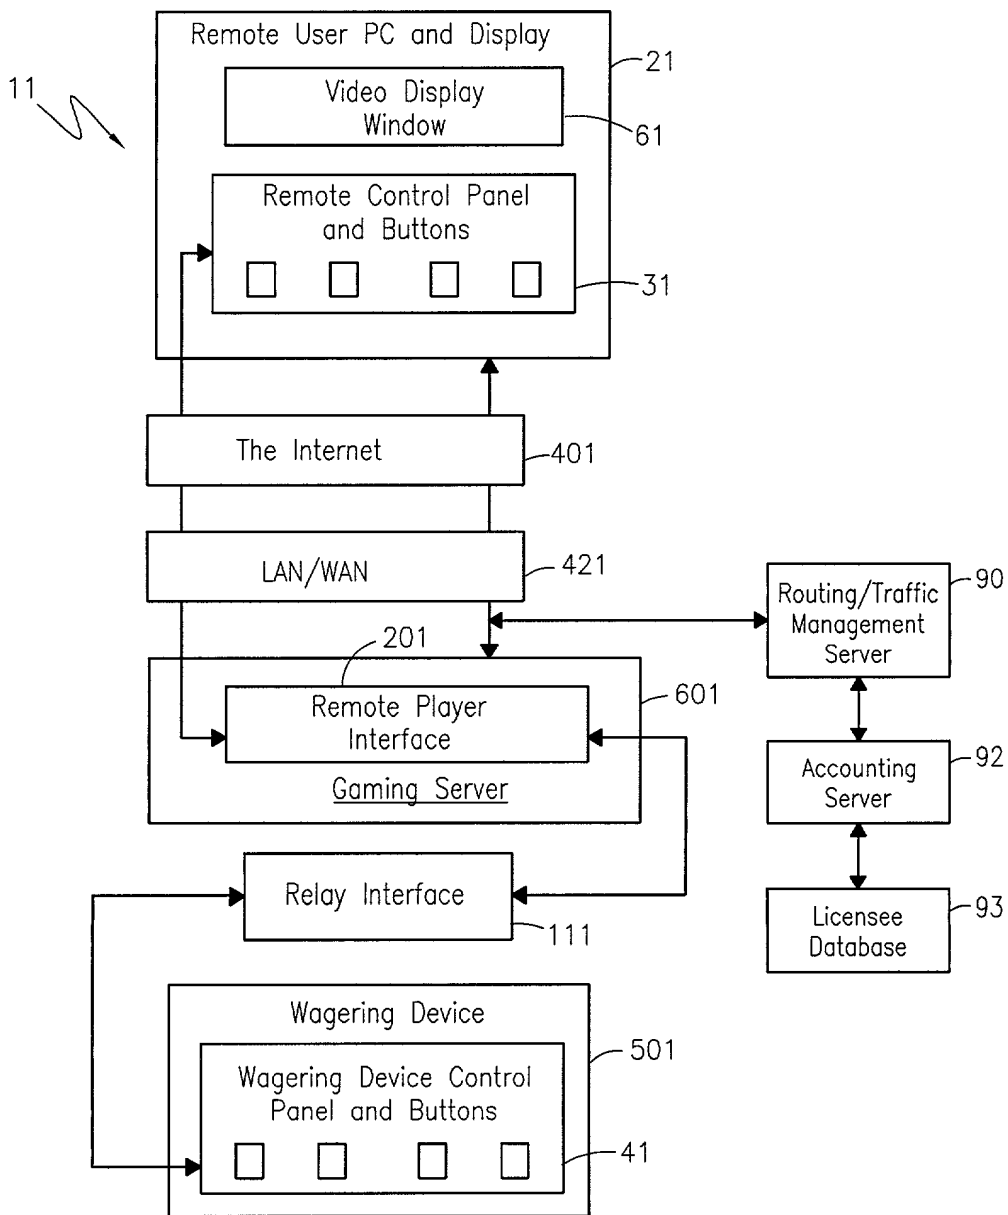 Remote User PC and Display
21
11
Video Display
Window
61
Remote Control Panel
and Buttons
31
The Internet
401
LAN/WAN
421
90
Routing/Traffic
Management
Server
201
601
Remote Player
Interface
Gaming Server
92
Accounting
Server
Relay Interface
111
93
Licensee
Database
Wagering Device
501
Wagering Device Control
Panel and Buttons
41